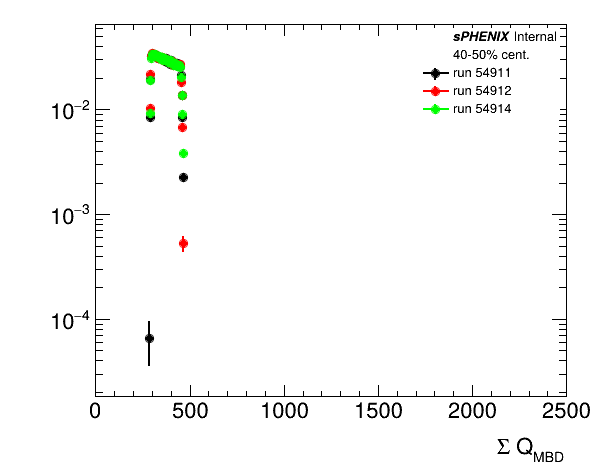 sPHENIX Internal
40-50% cent.
run 54911
run 54912
run 54914
10⁻²
10⁻³
10⁻⁴
0 500 1000 1500 2000 2500
Σ Q_MBD